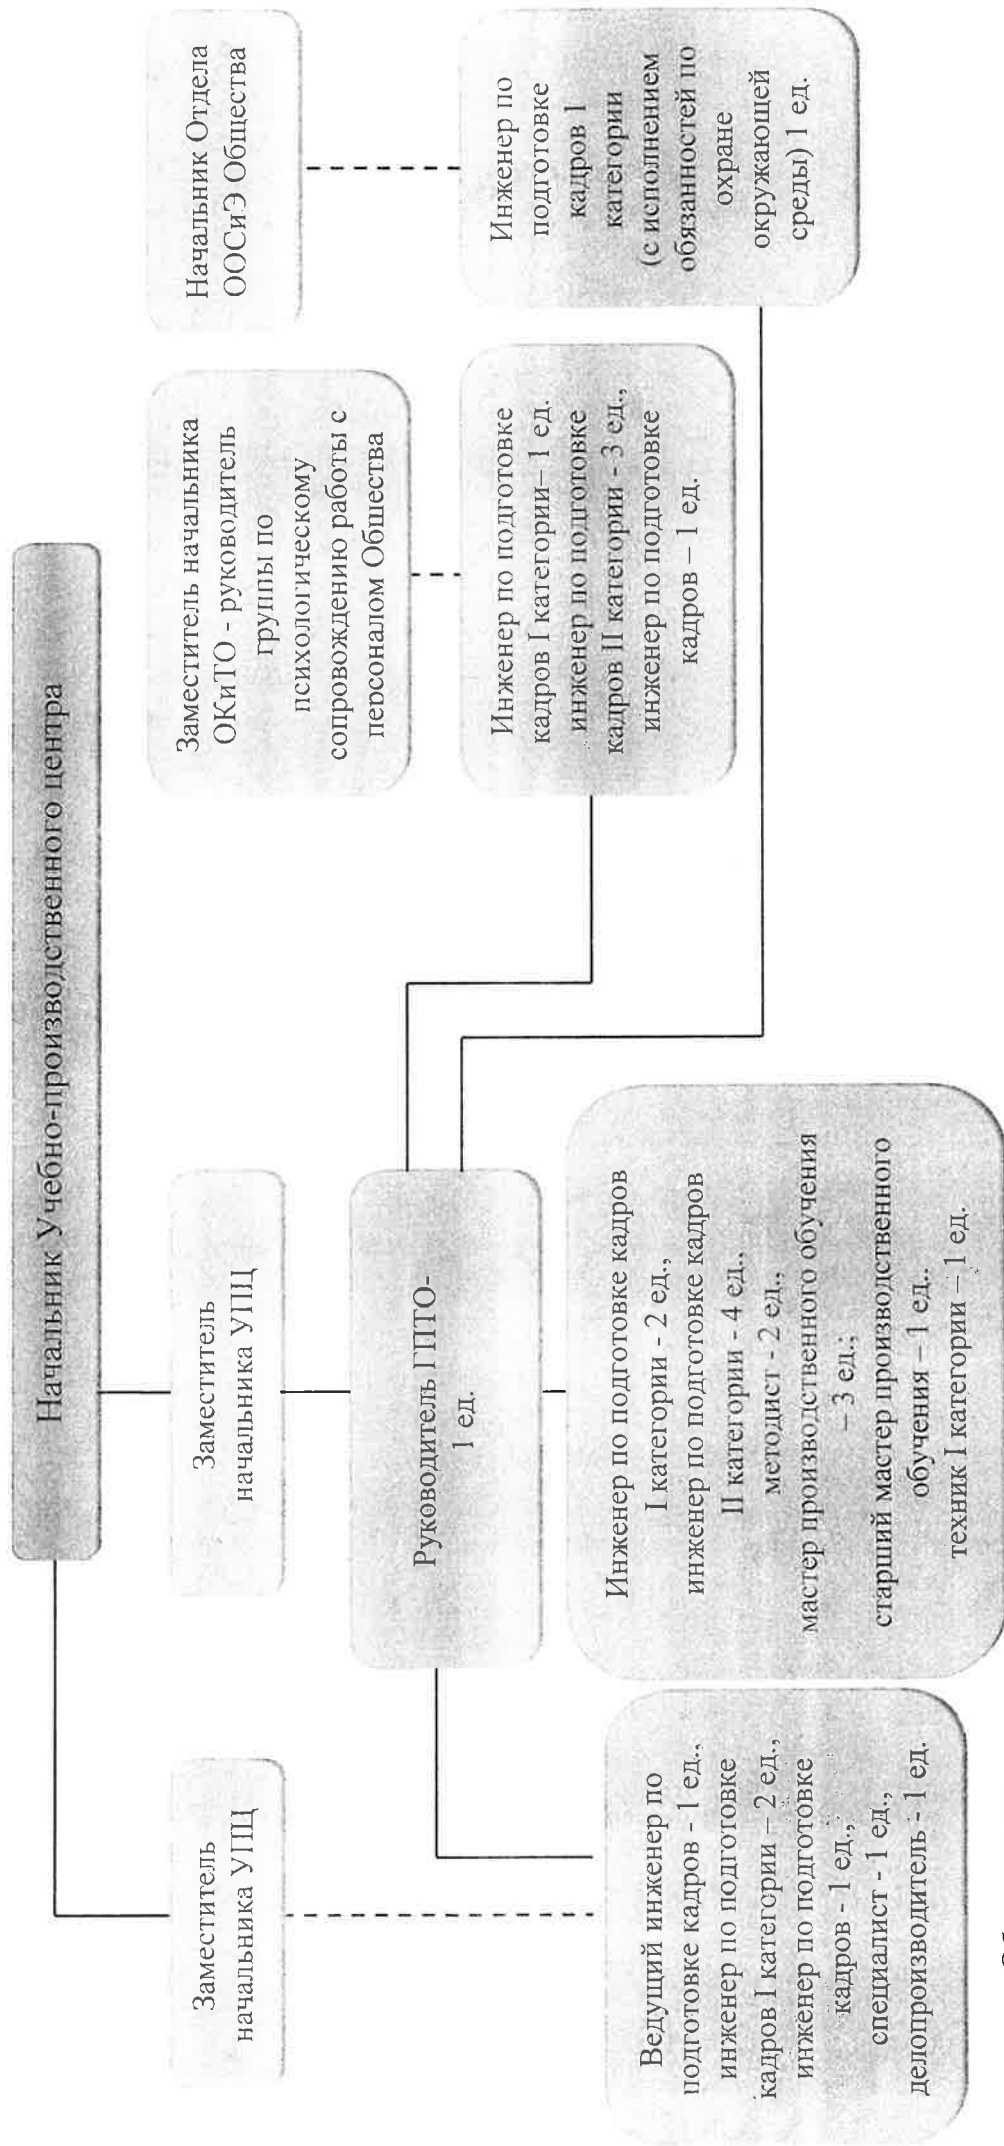 Начальник Учебно-производственного центра
Заместитель
начальника УПЦ
Заместитель
начальника УПЦ
Заместитель начальника
ОКиТО - руководитель
группы по
психологическому
сопровождению работы с
персоналом Общества
Начальник Отдела
ООСиЭ Общества
Руководитель ГПТО-
1 ед.
Ведущий инженер по
подготовке кадров - 1 ед.,
инженер по подготовке
кадров I категории – 2 ед.,
инженер по подготовке
кадров - 1 ед.,
специалист - 1 ед.,
делопроизводитель - 1 ед.
Инженер по подготовке кадров
I категории - 2 ед.,
инженер по подготовке кадров
II категории - 4 ед.,
методист - 2 ед.,
мастер производственного обучения
– 3 ед.;
старший мастер производственного
обучения – 1 ед..
техник I категории – 1 ед.
Инженер по подготовке
кадров I категории– 1 ед.
инженер по подготовке
кадров II категории - 3 ед.,
инженер по подготовке
кадров – 1 ед.
Инженер по
подготовке
кадров 1
категории
(с исполнением
обязанностей по
охране
окружающей
среды) 1 ед.